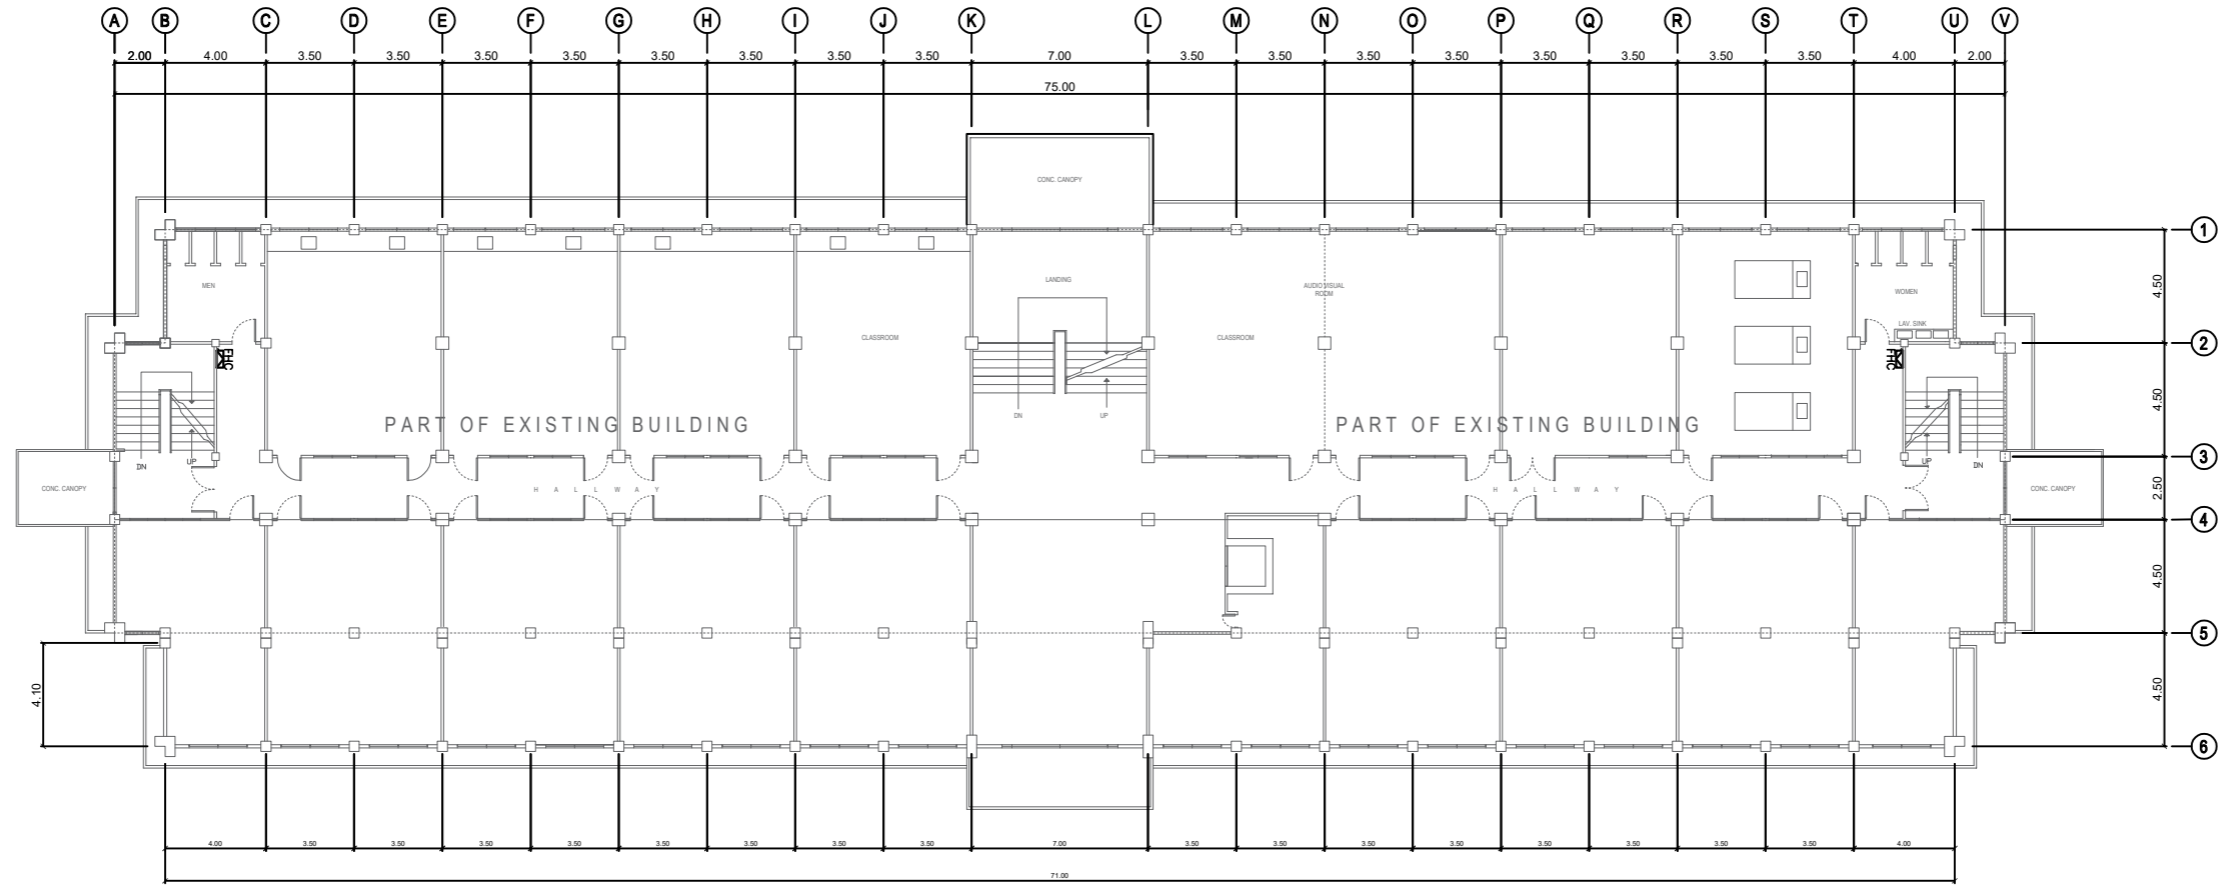 A B C D E F G H I J K L M N O P Q R S T U V
2.00 4.00 3.50 3.50 3.50 3.50 3.50 3.50 3.50 3.50 7.00 3.50 3.50 3.50 3.50 3.50 3.50 3.50 3.50 4.00 2.00
75.00
CONC. CANOPY
1
MEN
LANDING
AUDIO VISUAL
ROOM
WOMEN
4.50
LAV. SINK
CLASSROOM
CLASSROOM
2
FHC
FHC
4.50
DN
UP
PART OF EXISTING BUILDING
PART OF EXISTING BUILDING
DN
UP
UP
DN
3
CONC. CANOPY
HALLWAY
HALLWAY
CONC. CANOPY
2.50
4
4.50
5
4.10
4.50
6
4.00 3.50 3.50 3.50 3.50 3.50 3.50 3.50 3.50 7.00 3.50 3.50 3.50 3.50 3.50 3.50 3.50 3.50 4.00
71.00